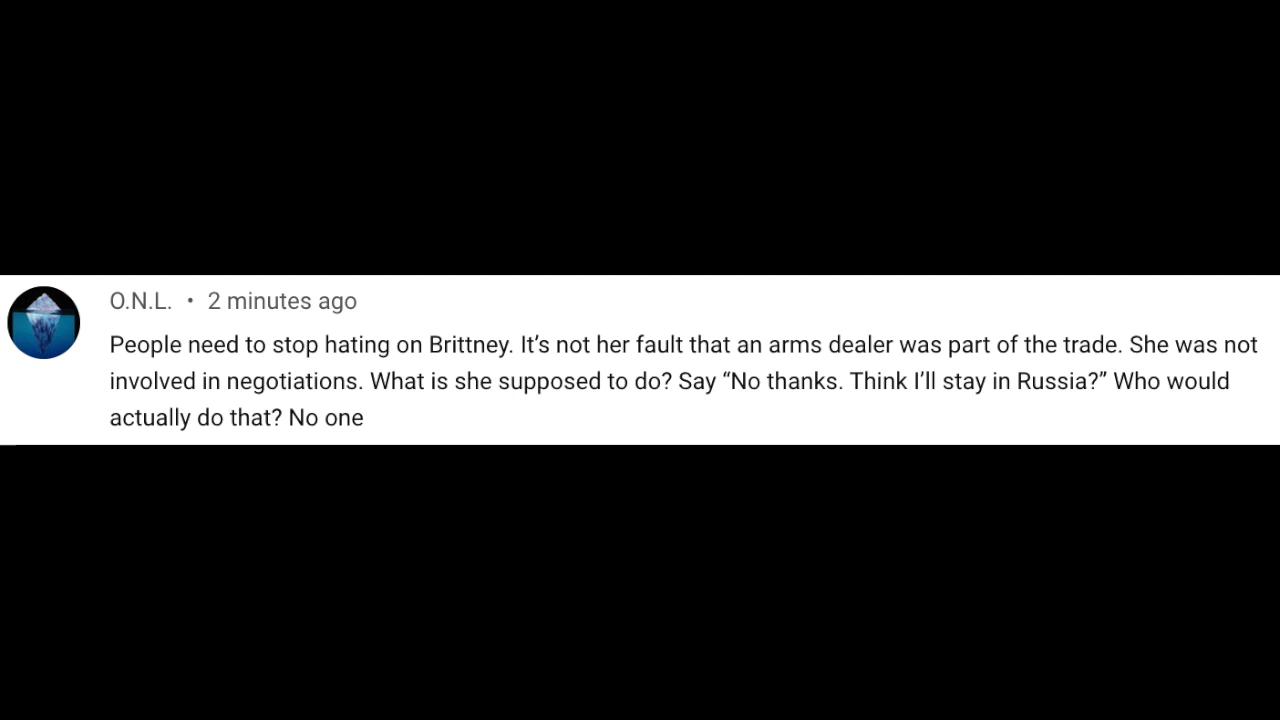 O.N.L. • 2 minutes ago
People need to stop hating on Brittney. It’s not her fault that an arms dealer was part of the trade. She was not
involved in negotiations. What is she supposed to do? Say “No thanks. Think I’ll stay in Russia?” Who would
actually do that? No one